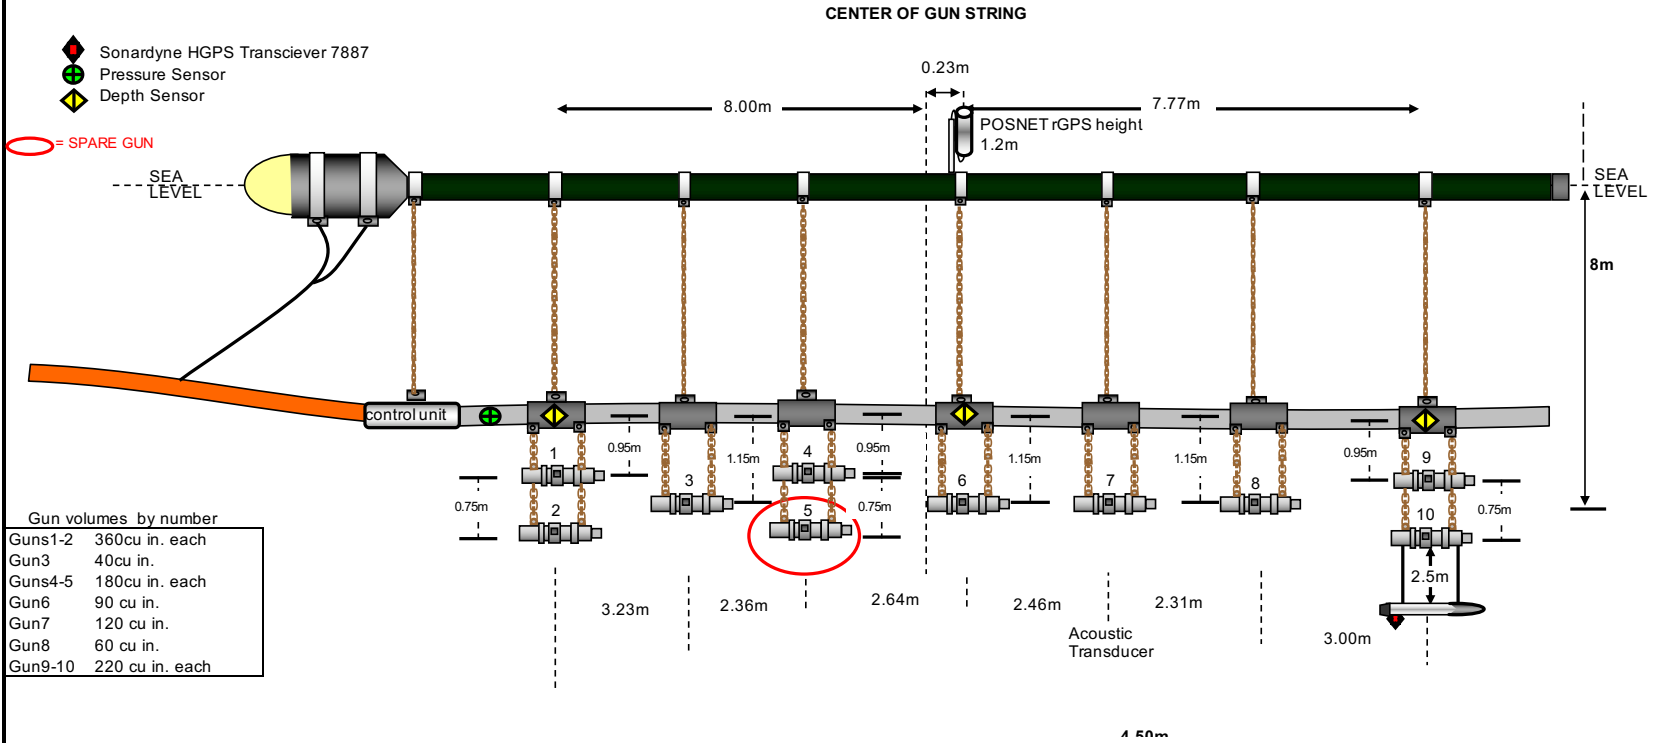 CENTER OF GUN STRING
Sonardyne HGPS Transciever 7887
Pressure Sensor
Depth Sensor
= SPARE GUN
0.23m
8.00m
7.77m
POSNET rGPS height
1.2m
SEA
LEVEL
SEA
LEVEL
8m
control unit
1
2
3
4
5
6
7
8
9
10
0.95m
1.15m
0.95m
1.15m
1.15m
0.95m
0.75m
0.75m
0.75m
2.5m
Gun volumes by number
Guns1-2 360cu in. each
Gun3 40cu in.
Guns4-5 180cu in. each
Gun6 90 cu in.
Gun7 120 cu in.
Gun8 60 cu in.
Gun9-10 220 cu in. each
3.23m
2.36m
2.64m
2.46m
2.31m
3.00m
Acoustic
Transducer
4.50m